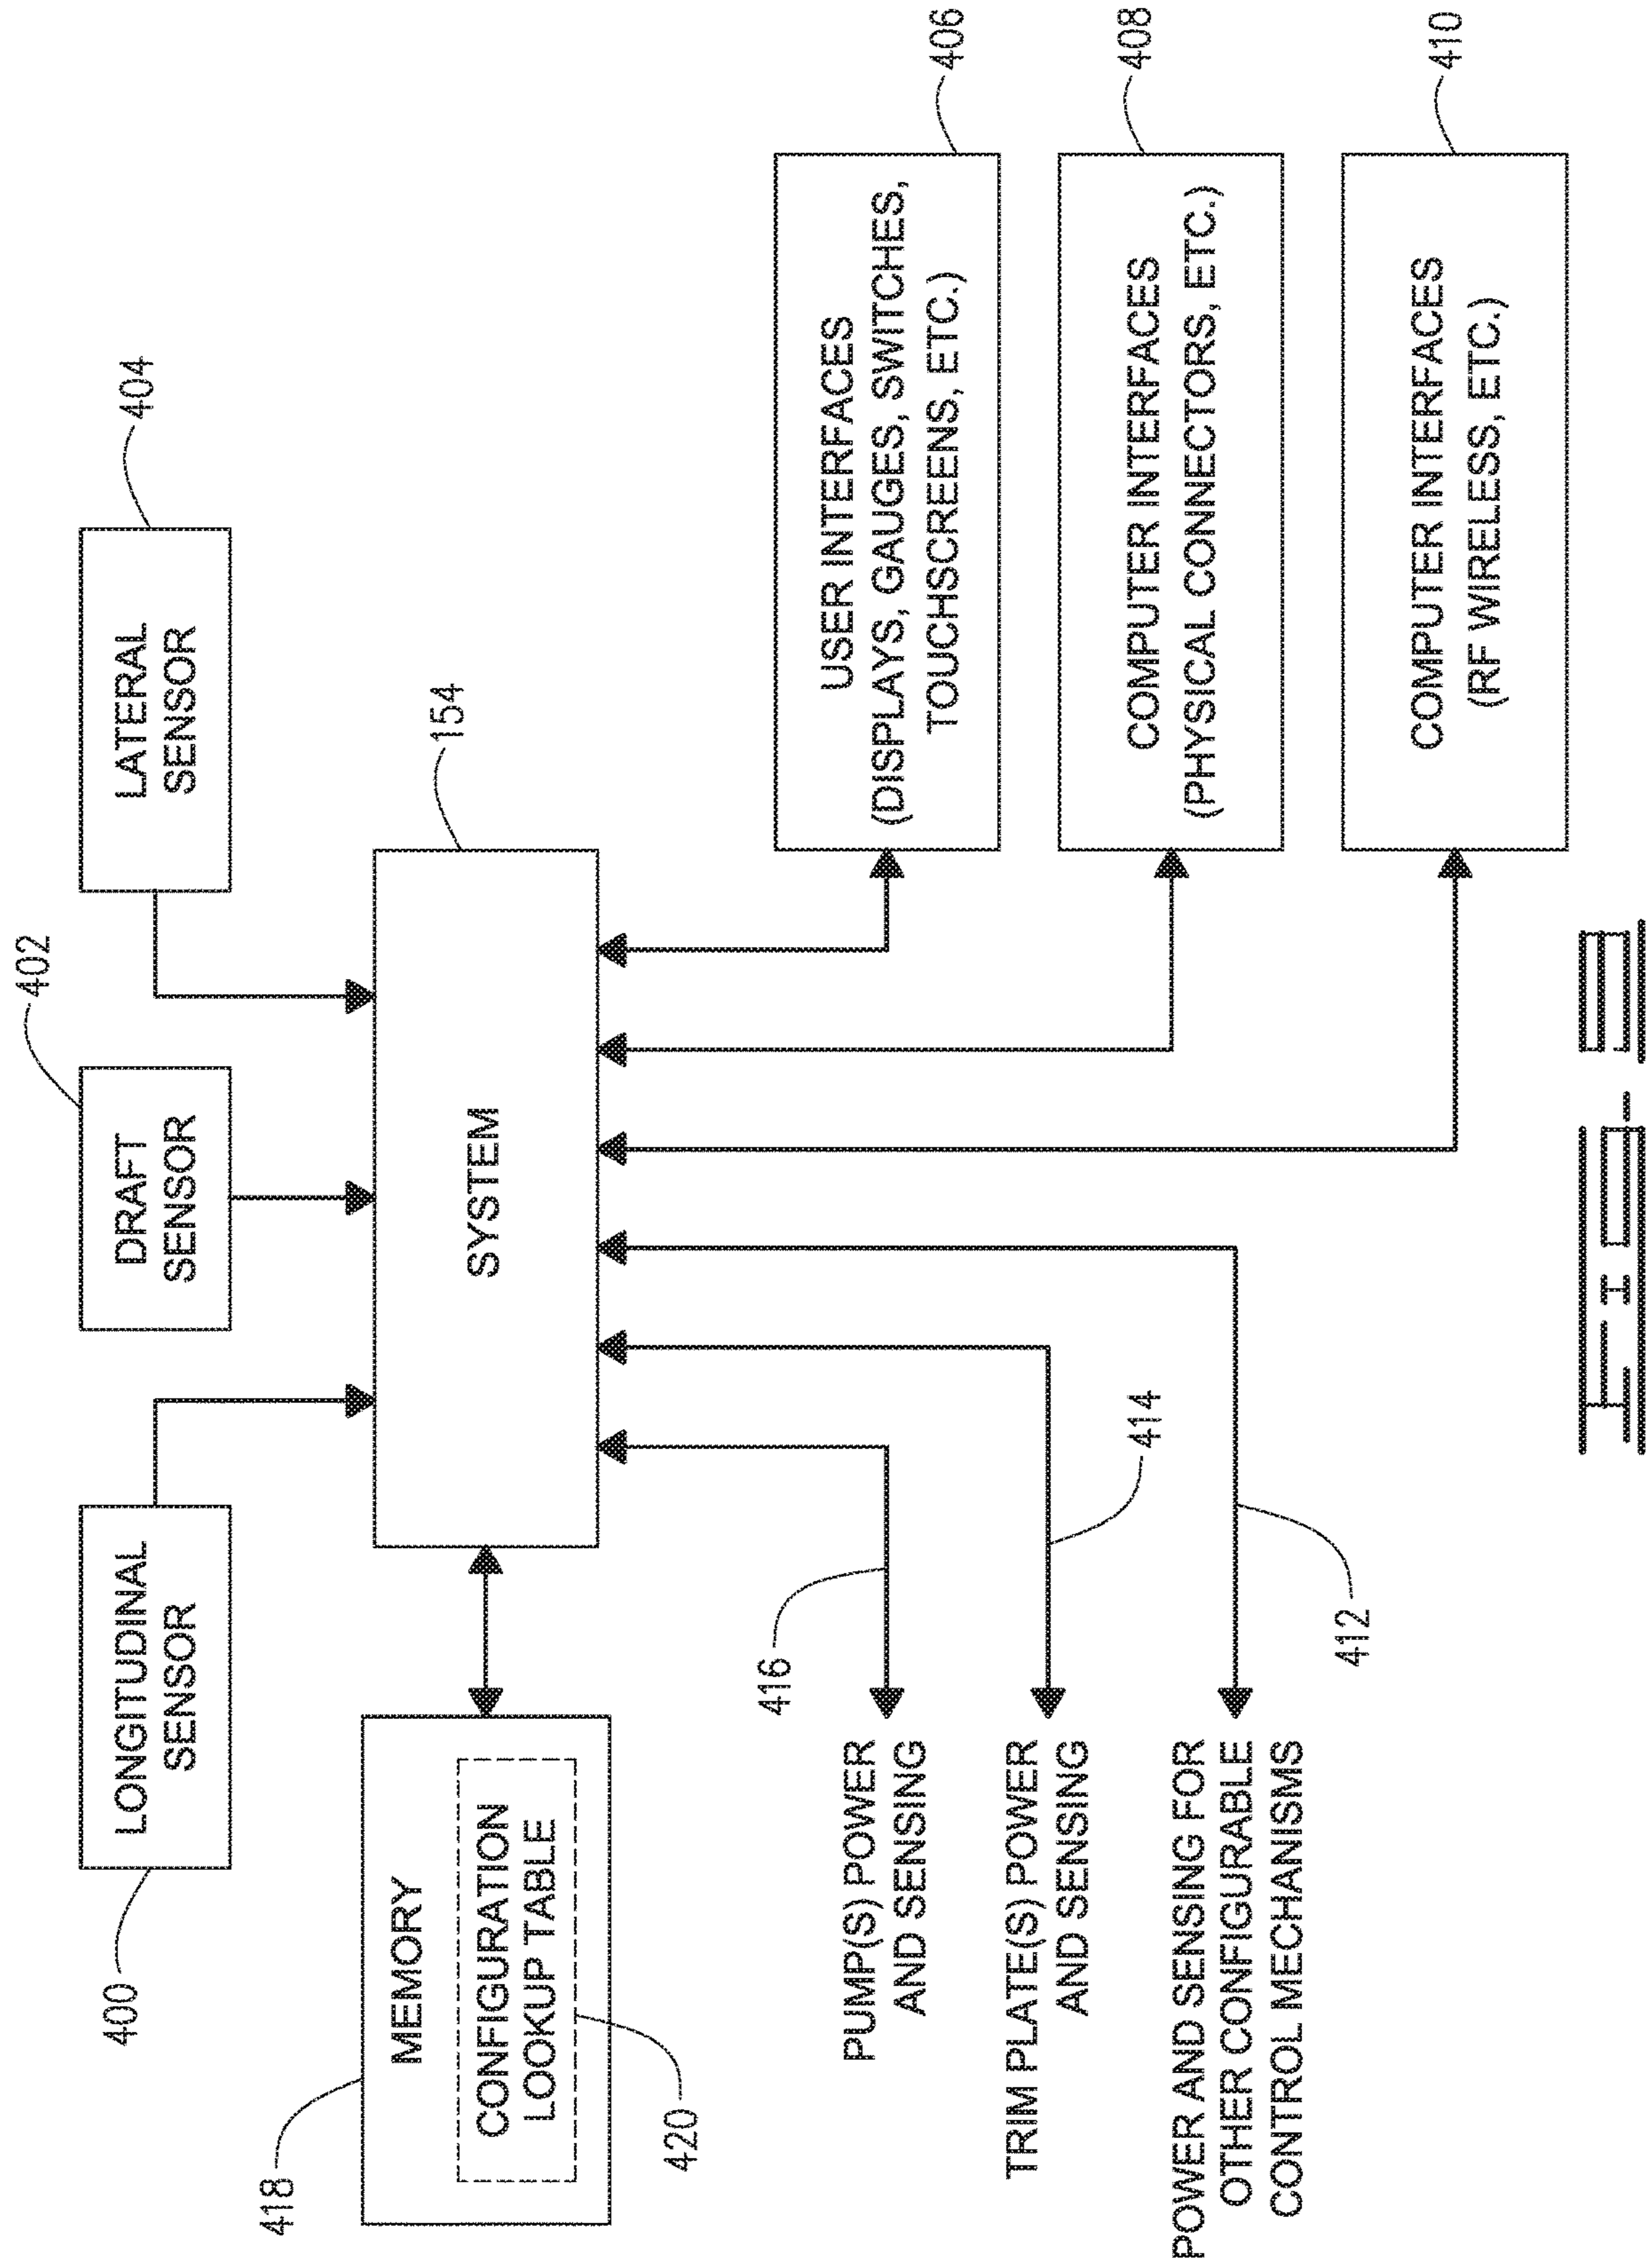 402
400
404
LONGITUDINAL
SENSOR
DRAFT
SENSOR
LATERAL
SENSOR
418
154
MEMORY
CONFIGURATION
LOOKUP TABLE
420
SYSTEM
416
PUMP(S) POWER
AND SENSING
414
TRIM PLATE(S) POWER
AND SENSING
412
POWER AND SENSING FOR
OTHER CONFIGURABLE
CONTROL MECHANISMS
USER INTERFACES
(DISPLAYS, GAUGES, SWITCHES,
TOUCHSCREENS, ETC.)
406
COMPUTER INTERFACES
(PHYSICAL CONNECTORS, ETC.)
408
COMPUTER INTERFACES
(RF WIRELESS, ETC.)
410